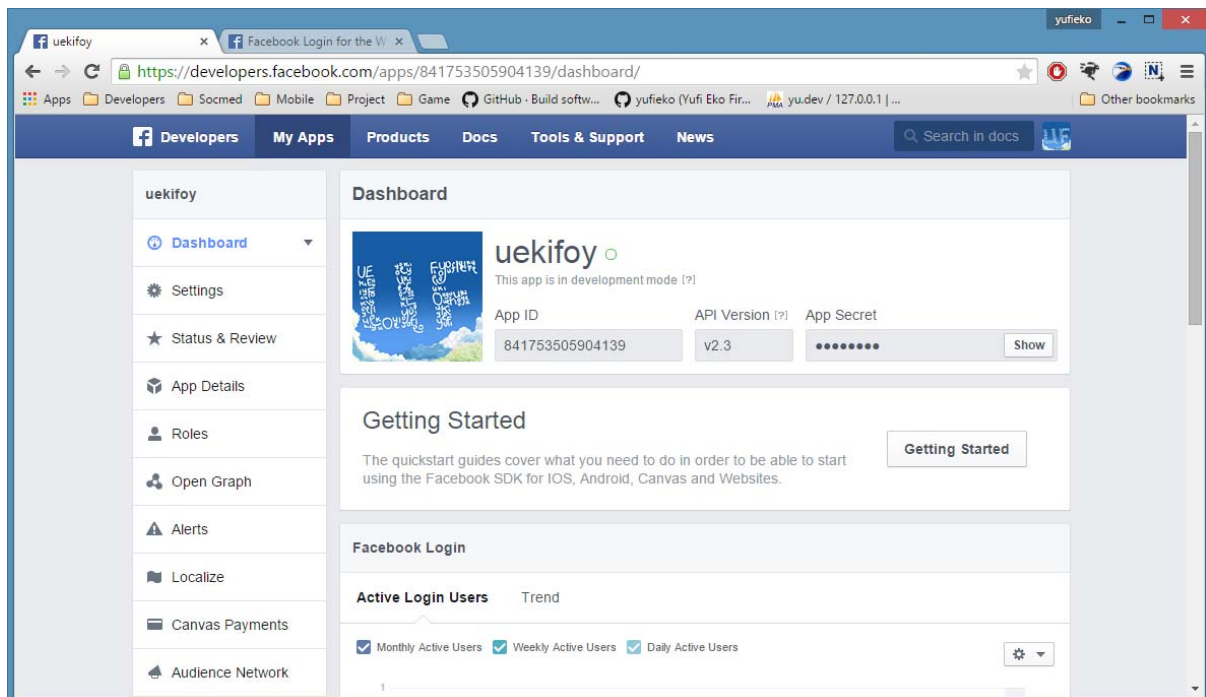 yufieko
uekifoy
Facebook Login for the W
https://developers.facebook.com/apps/841753505904139/dashboard/
Apps Developers Socmed Mobile Project Game GitHub · Build softw... yufieko (Yufi Eko Fir... yu.dev / 127.0.0.1 | ... Other bookmarks
Developers My Apps Products Docs Tools & Support News Search in docs
uekifoy
Dashboard
Settings
Status & Review
App Details
Roles
Open Graph
Alerts
Localize
Canvas Payments
Audience Network
Dashboard
uekifoy
This app is in development mode [?]
App ID API Version [?] App Secret
841753505904139 v2.3 ●●●●●●●● Show
Getting Started
The quickstart guides cover what you need to do in order to be able to start
using the Facebook SDK for IOS, Android, Canvas and Websites.
Getting Started
Facebook Login
Active Login Users Trend
Monthly Active Users Weekly Active Users Daily Active Users
1